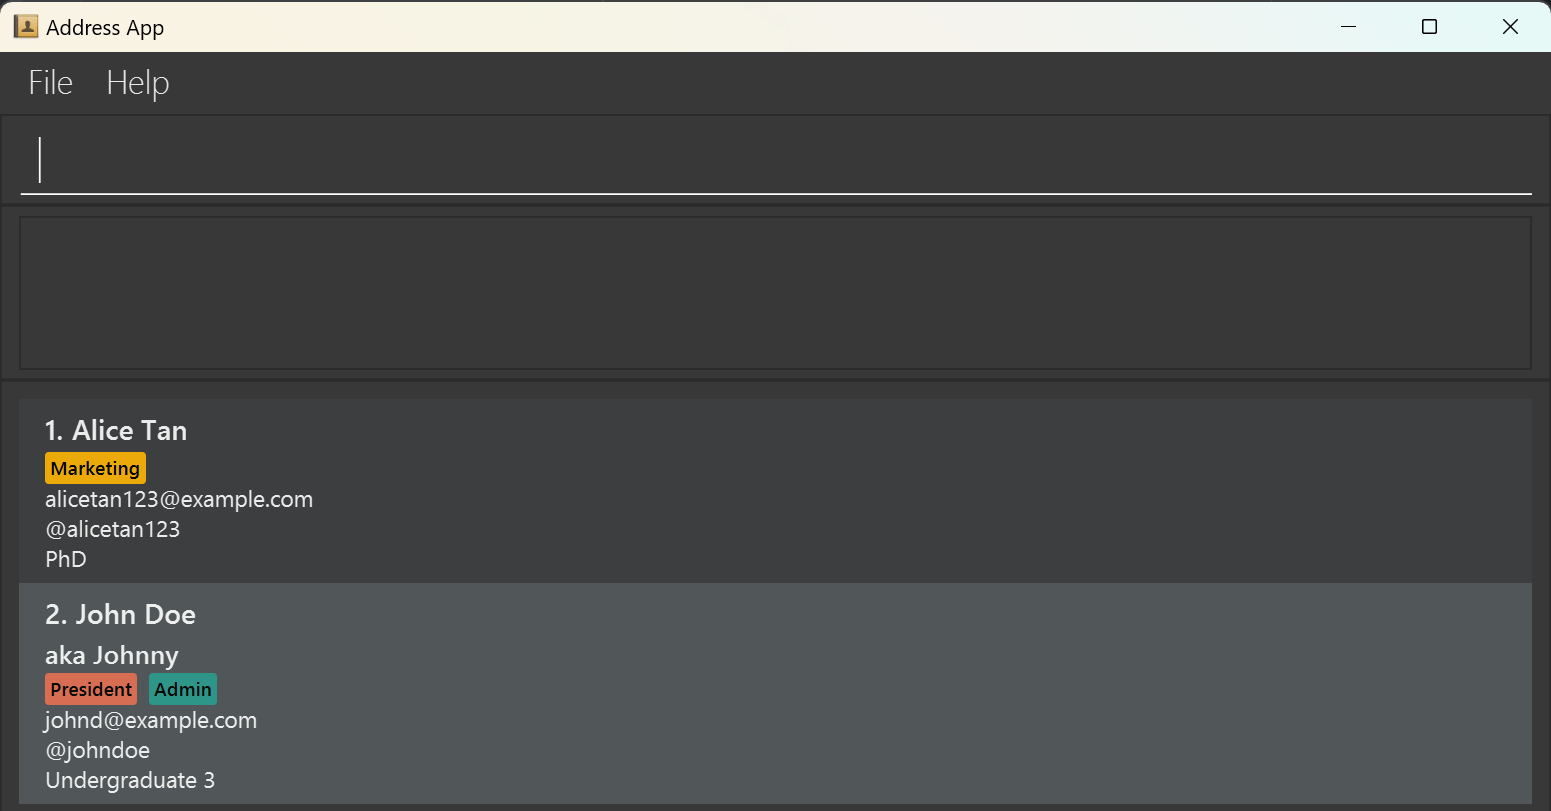 Address App
File Help
1. Alice Tan
Marketing
alicetan123@example.com
@alicetan123
PhD
2. John Doe
aka Johnny
President Admin
johnd@example.com
@johndoe
Undergraduate 3